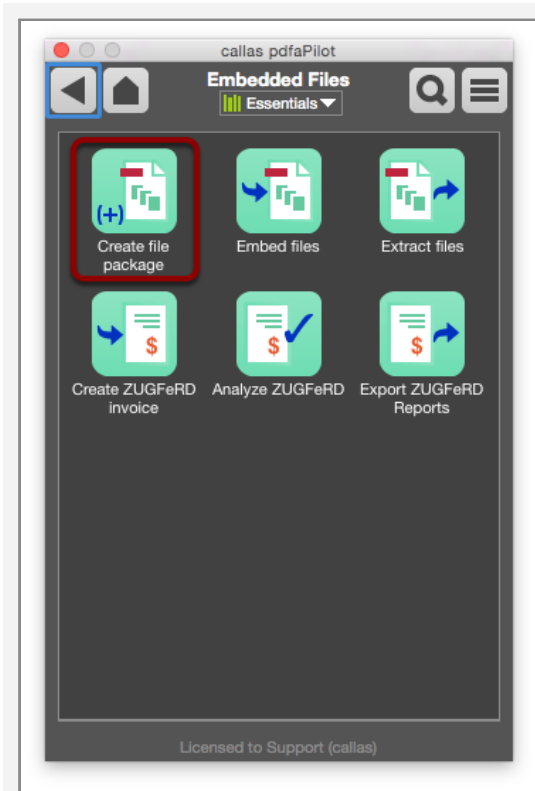 callas pdfaPilot
Embedded Files
Essentials
(+)
Create file
package
Embed files
Extract files
$
$
$
Create ZUGFeRD
invoice
Analyze ZUGFeRD
Export ZUGFeRD
Reports
Licensed to Support (callas)